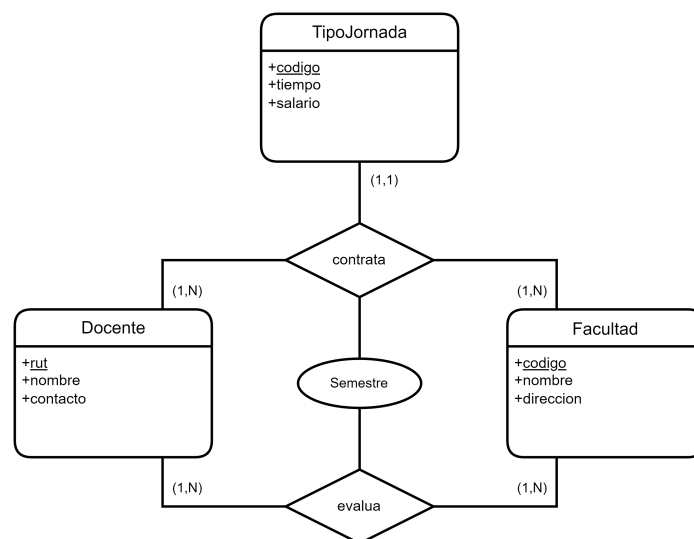 TipoJornada
+codigo
+tiempo
+salario
(1,1)
contrata
(1,N)
(1,N)
Docente
+rut
+nombre
+contacto
Semestre
Facultad
+codigo
+nombre
+direccion
(1,N)
(1,N)
evalua